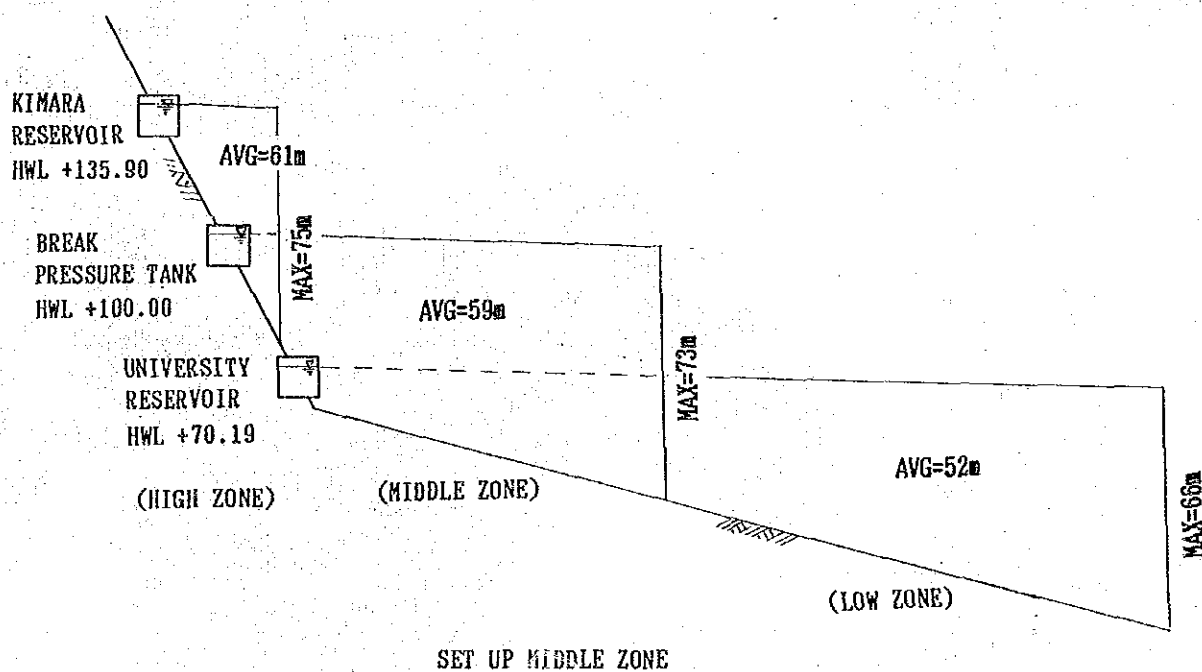 KIMARA
RESERVOIR
HWL +135.90
AVG=61m
MAX=75m
BREAK
PRESSURE TANK
HWL +100.00
AVG=59m
MAX=73m
UNIVERSITY
RESERVOIR
HWL +70.19
AVG=52m
MAX=66m
(HIGH ZONE)
(MIDDLE ZONE)
(LOW ZONE)
SET UP MIDDLE ZONE